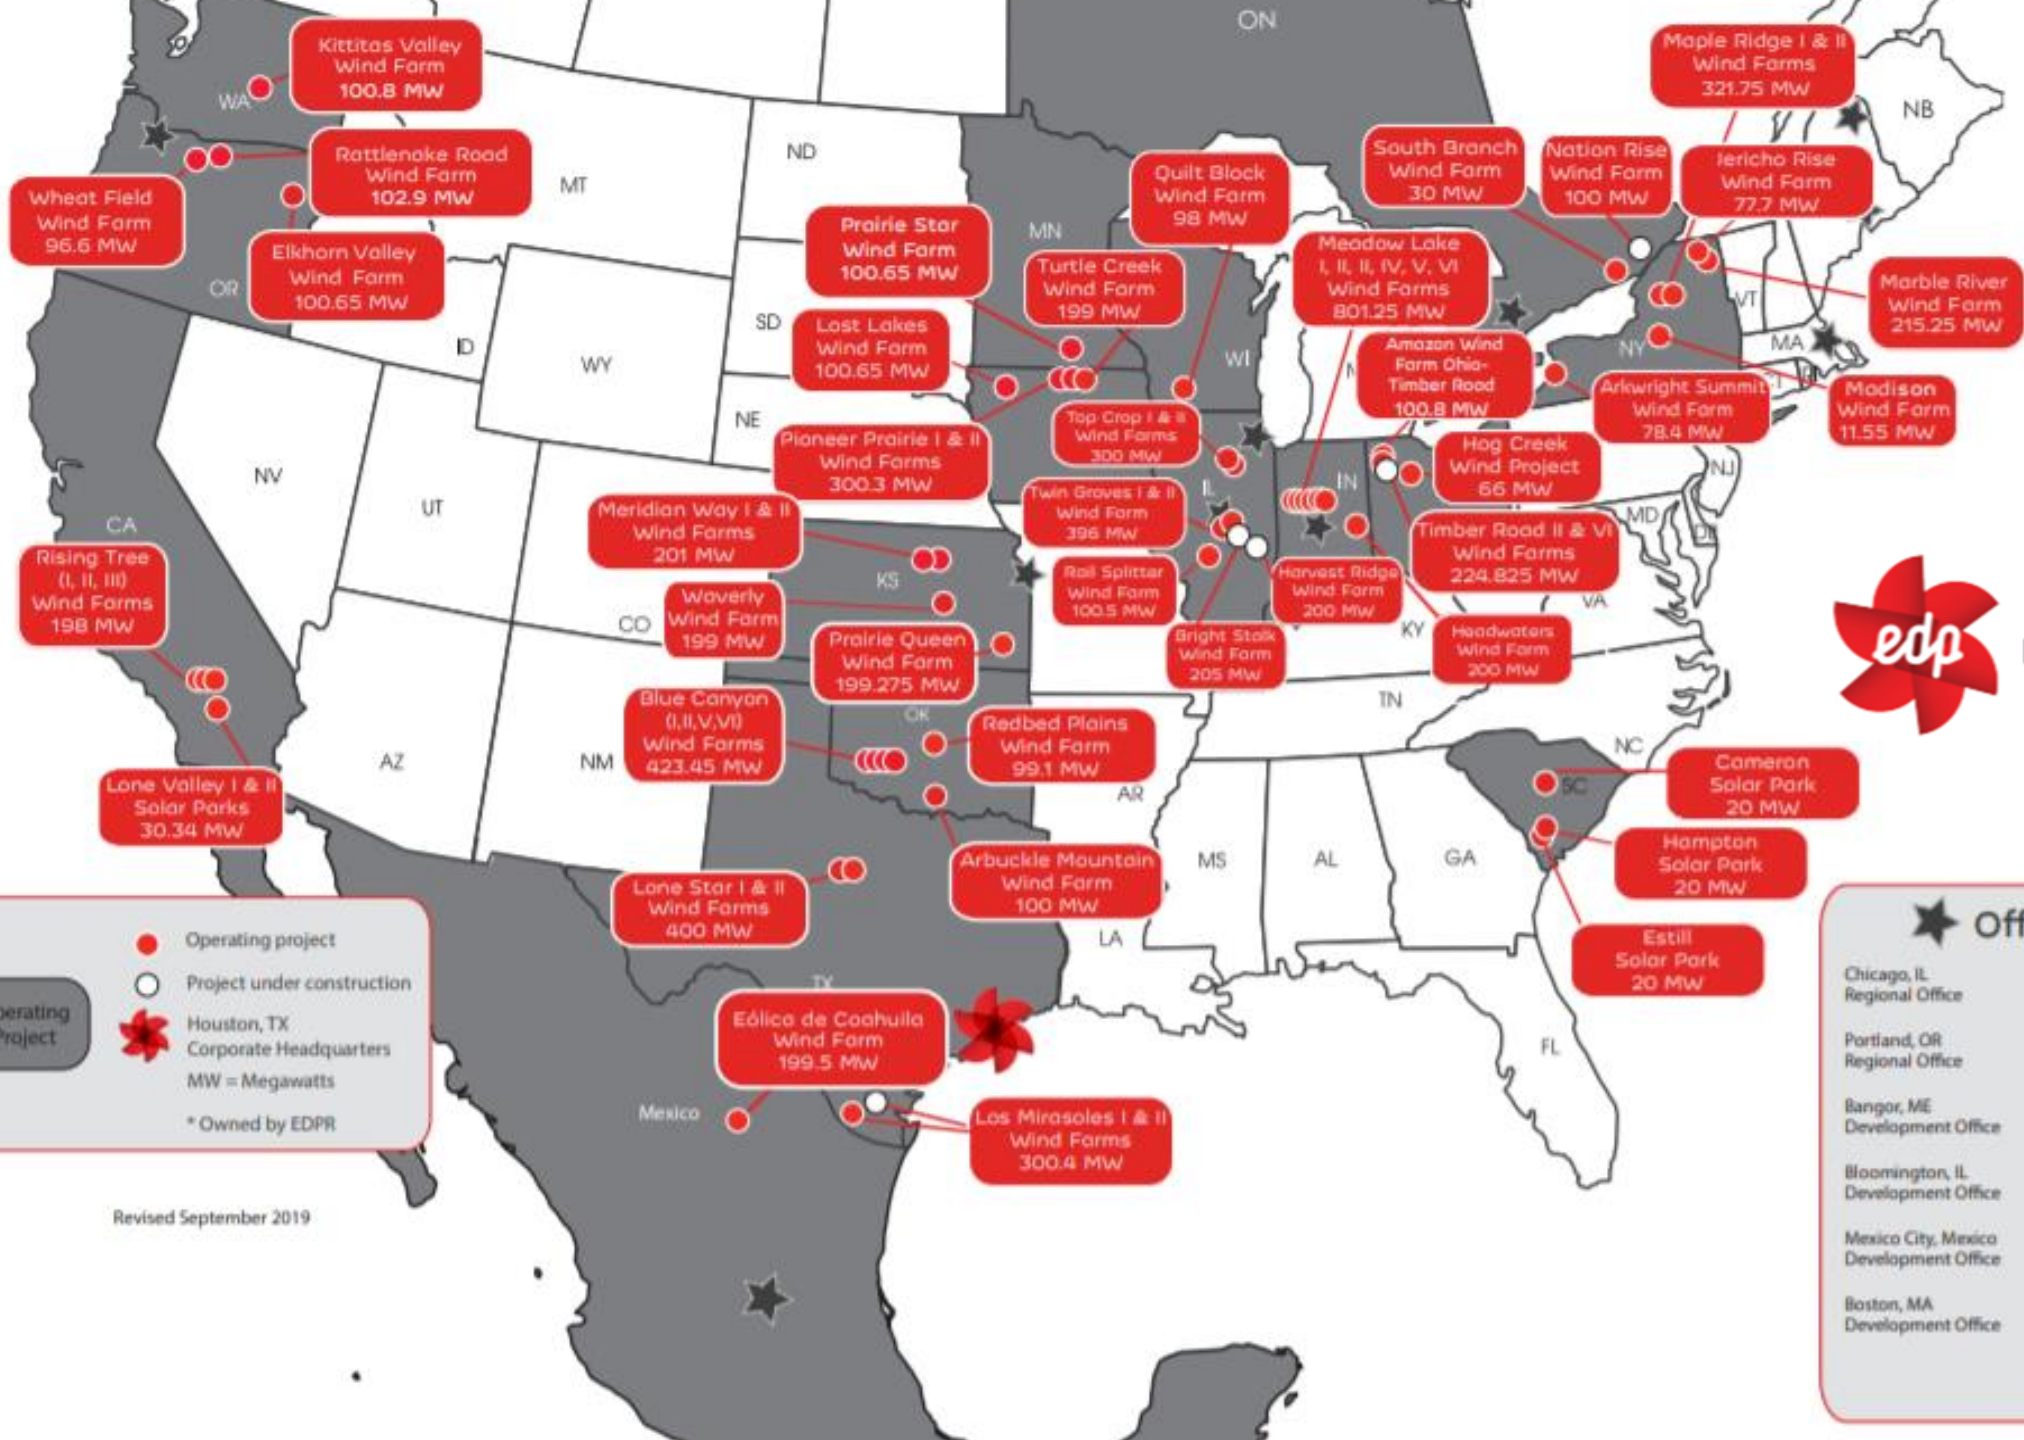 ON
Kittitas Valley
Wind Farm
100.8 MW
WA
Rattlenake Road
Wind Farm
102.9 MW
Wheat Field
Wind Farm
96.6 MW
Elkhorn Valley
Wind Farm
100.65 MW
OR
MT
ND
ID
WY
SD
NE
MN
WI
Prairie Star
Wind Farm
100.65 MW
Turtle Creek
Wind Farm
199 MW
Lost Lakes
Wind Farm
100.65 MW
Quilt Block
Wind Farm
98 MW
Pioneer Prairie I & II
Wind Farms
300.3 MW
Top Crop I & II
Wind Farms
300 MW
Meadow Lake
I, II, II, IV, V, VI
Wind Farms
801.25 MW
South Branch
Wind Farm
30 MW
Nation Rise
Wind Farm
100 MW
Maple Ridge I & II
Wind Farms
321.75 MW
Jericho Rise
Wind Farm
77.7 MW
NB
Marble River
Wind Farm
215.25 MW
VT
NY
MA
Amazon Wind
Farm Ohio-
Timber Road
100.8 MW
Arkwright Summit
Wind Farm
78.4 MW
Madison
Wind Farm
11.55 MW
Hog Creek
Wind Project
66 MW
NJ
MD
Timber Road II & VI
Wind Farms
224.825 MW
VA
IL
IN
Twin Groves I & II
Wind Farm
396 MW
Rail Splitter
Wind Farm
100.5 MW
Harvest Ridge
Wind Farm
200 MW
Bright Stalk
Wind Farm
205 MW
Headwaters
Wind Farm
200 MW
KY
NV
UT
CA
CO
KS
Rising Tree
(I, II, III)
Wind Farms
198 MW
Meridian Way I & II
Wind Farms
201 MW
Waverly
Wind Farm
199 MW
Prairie Queen
Wind Farm
199.275 MW
Blue Canyon
(I,II,V,VI)
Wind Farms
423.45 MW
OK
Redbed Plains
Wind Farm
99.1 MW
AZ
NM
AR
TN
NC
edp
Lone Valley I & II
Solar Parks
30.34 MW
Cameron
Solar Park
20 MW
SC
Hampton
Solar Park
20 MW
Estill
Solar Park
20 MW
Lone Star I & II
Wind Farms
400 MW
Arbuckle Mountain
Wind Farm
100 MW
MS
AL
GA
LA
FL
TX
Eólica de Coahuila
Wind Farm
199.5 MW
Mexico
Los Mirasoles I & II
Wind Farms
300.4 MW
Operating project
Project under construction
Houston, TX
Corporate Headquarters
MW = Megawatts
* Owned by EDPR
Project
Revised September 2019
Chicago, IL
Regional Office
Portland, OR
Regional Office
Bangor, ME
Development Office
Bloomington, IL
Development Office
Mexico City, Mexico
Development Office
Boston, MA
Development Office